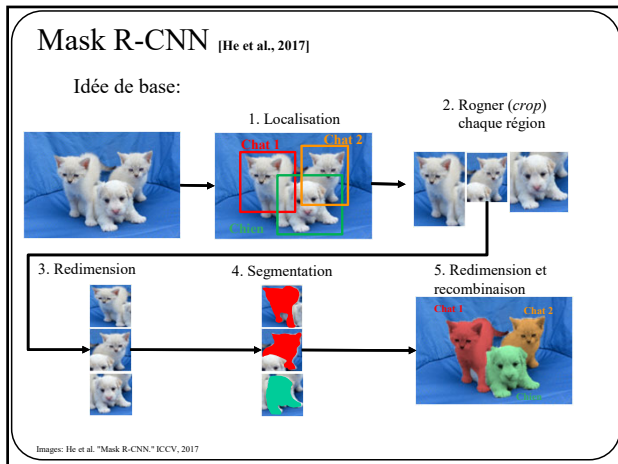 Mask R-CNN [He et al., 2017]
Idée de base:
1. Localisation
2. Rogner (crop)
chaque région
Chat 1
Chat 2
Chien
3. Redimension
4. Segmentation
5. Redimension et
recombinaison
Chat 1
Chat 2
Chien
Images: He et al. "Mask R-CNN." ICCV, 2017